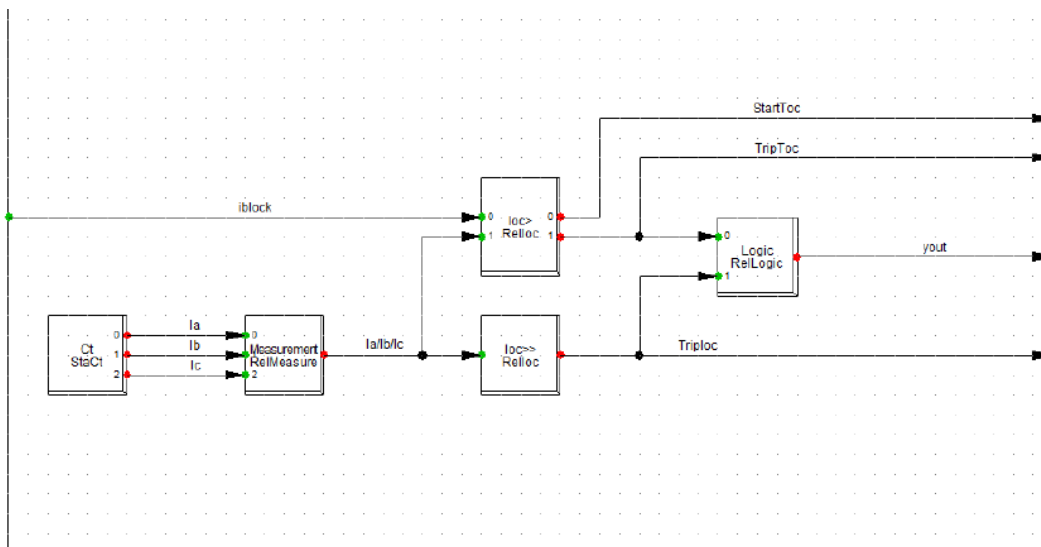 StartToc
TripToc
iblock
0
1
Ioc>
RelIoc
0
1
0
1
Logic
RelLogic
yout
Ct
StaCt
0
1
2
Ia
Ib
Ic
0
2
Measurement
RelMeasure
Ia/Ib/Ic
Ioc>>
RelIoc
TripIoc